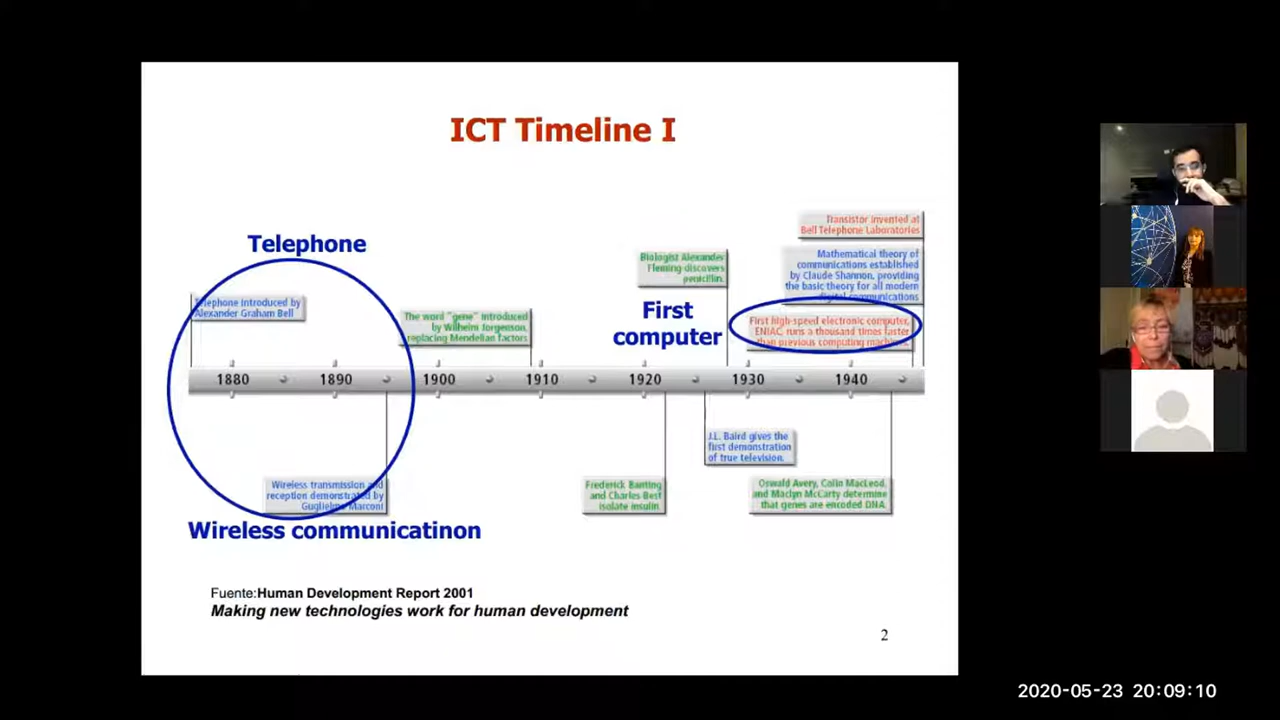 ICT Timeline I
Telephone
Telephone introduced by
Alexander Graham Bell
The word "gene" introduced
by Wilhelm Jorgenson,
replacing Mendelian factors
Biologist Alexander
Fleming discovers
penicillin.
First
computer
Transistor invented at
Bell Telephone Laboratories
Mathematical theory of
communications established
by Claude Shannon, providing
the basic theory for all modern
digital communications
First high-speed electronic computer,
ENIAC, runs a thousand times faster
than previous computing machines.
1880 1890 1900 1910 1920 1930 1940
Wireless transmission and
reception demonstrated by
Guglielmo Marconi
Wireless communicatinon
Frederick Banting
and Charles Best
isolate insulin.
J.L. Baird gives the
first demonstration
of true television.
Oswald Avery, Colin MacLeod,
and Maclyn McCarty determine
that genes are encoded DNA.
Fuente:Human Development Report 2001
Making new technologies work for human development
2
2020-05-23 20:09:10